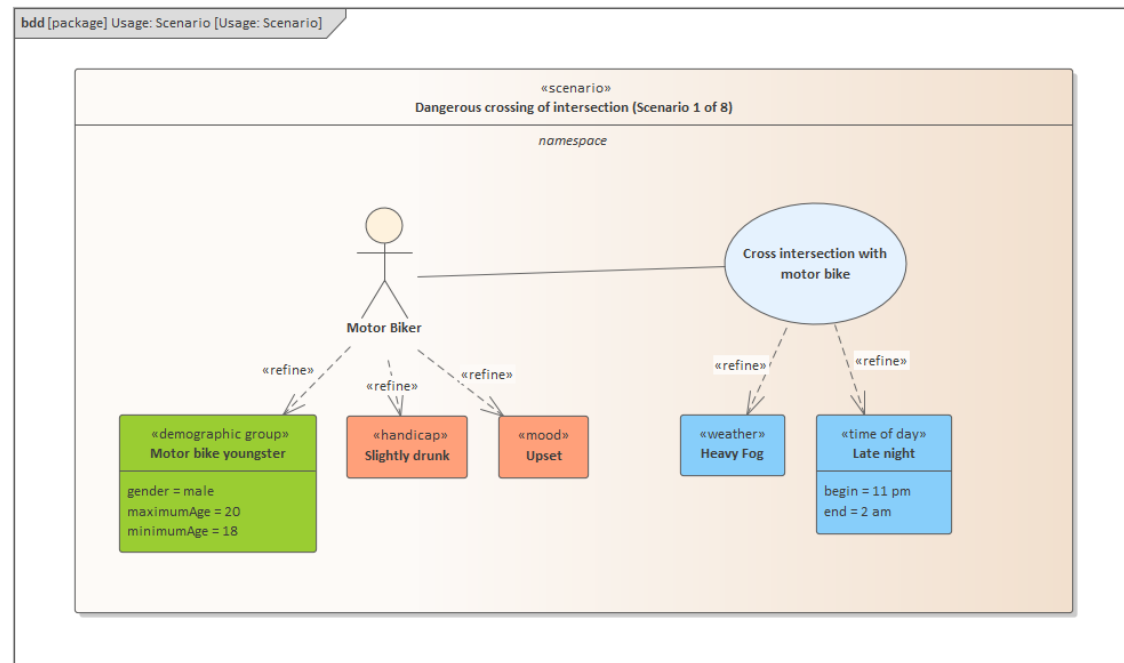 bdd [package] Usage: Scenario [Usage: Scenario]
«scenario»
Dangerous crossing of intersection (Scenario 1 of 8)
namespace
Cross intersection with
motor bike
Motor Biker
«refine»
«refine»
«refine»
«refine»
«refine»
«demographic group»
Motor bike youngster
gender = male
maximumAge = 20
minimumAge = 18
«handicap»
Slightly drunk
«mood»
Upset
«weather»
Heavy Fog
«time of day»
Late night
begin = 11 pm
end = 2 am